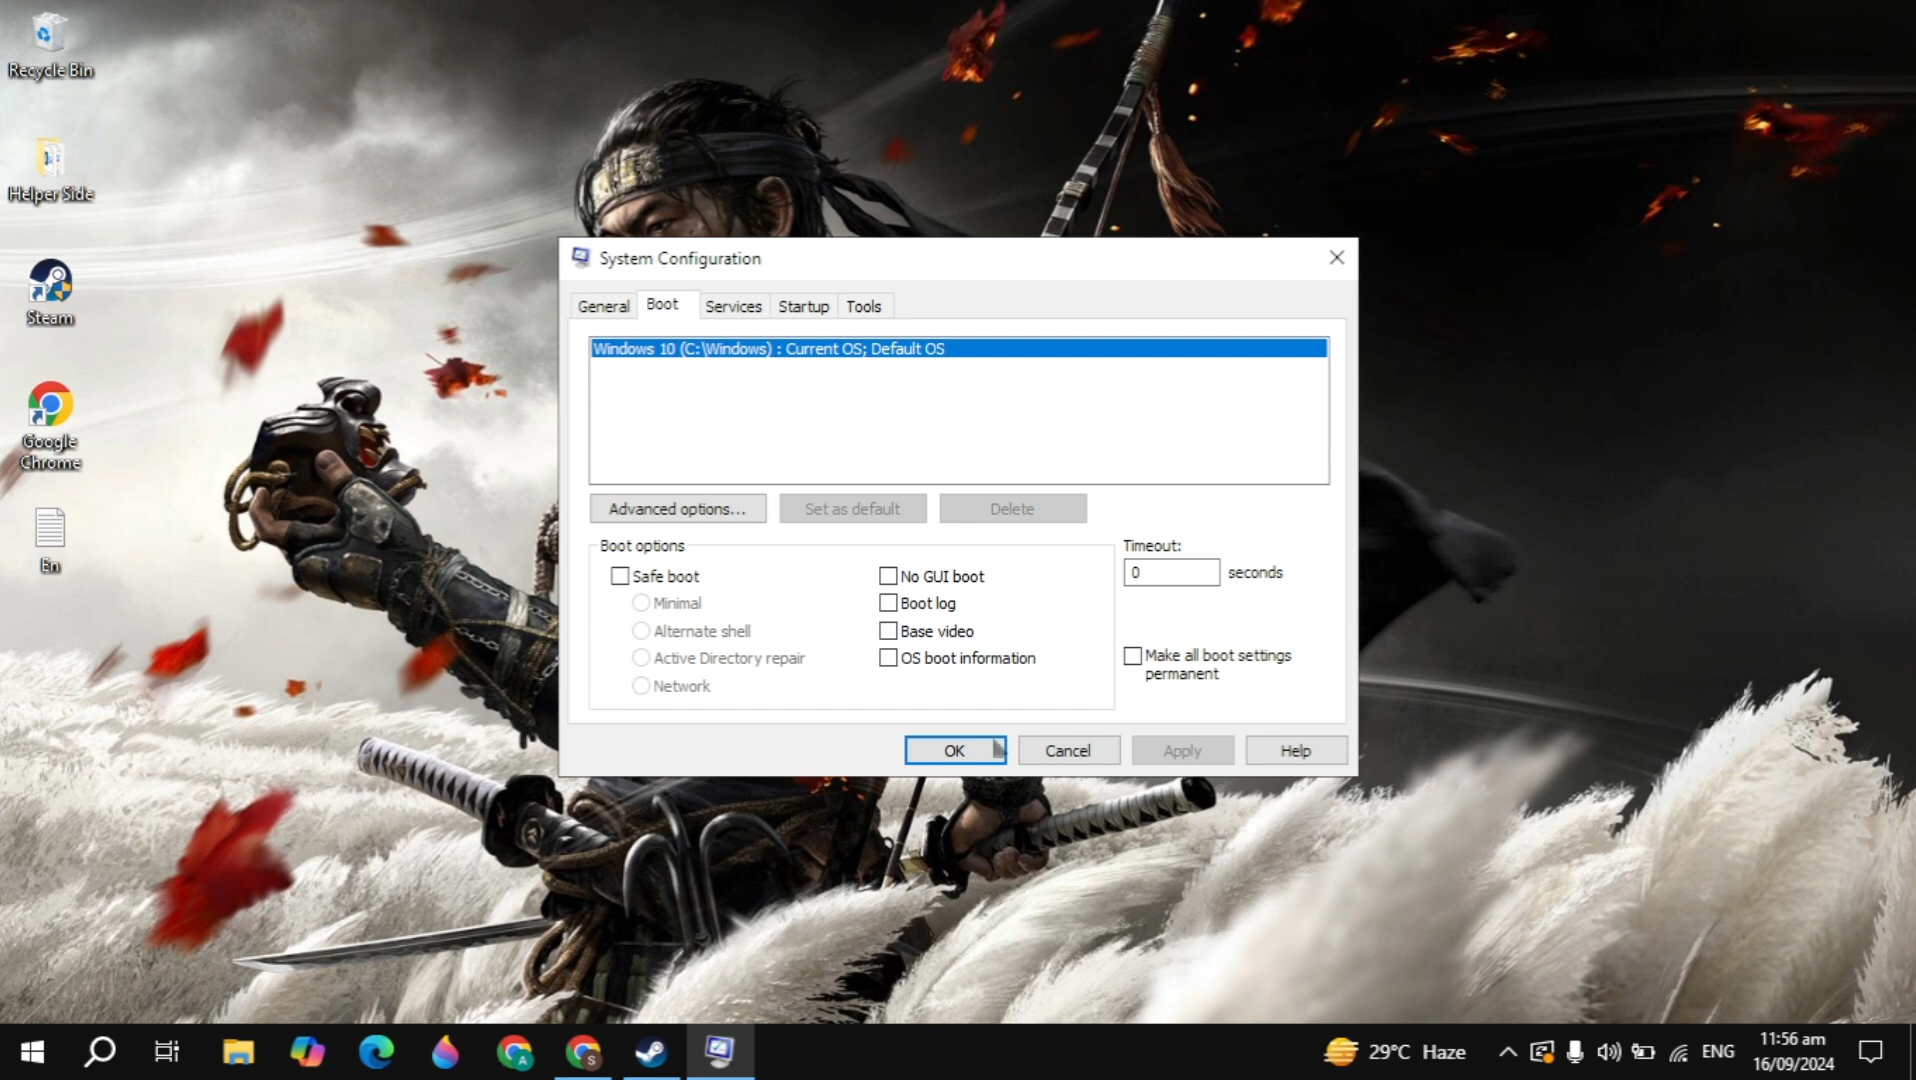 Recycle Bin
Helper Side
Steam
Google
Chrome
En
System Configuration
General
Boot
Services
Startup
Tools
Windows 10 (C:\Windows) : Current OS; Default OS
Advanced options...
Set as default
Delete
Boot options
Safe boot
Minimal
Alternate shell
Active Directory repair
Network
No GUI boot
Boot log
Base video
OS boot information
Timeout:
0
seconds
Make all boot settings
permanent
OK
Cancel
Apply
Help
A
S
29°C Haze
ENG
11:56 am
16/09/2024